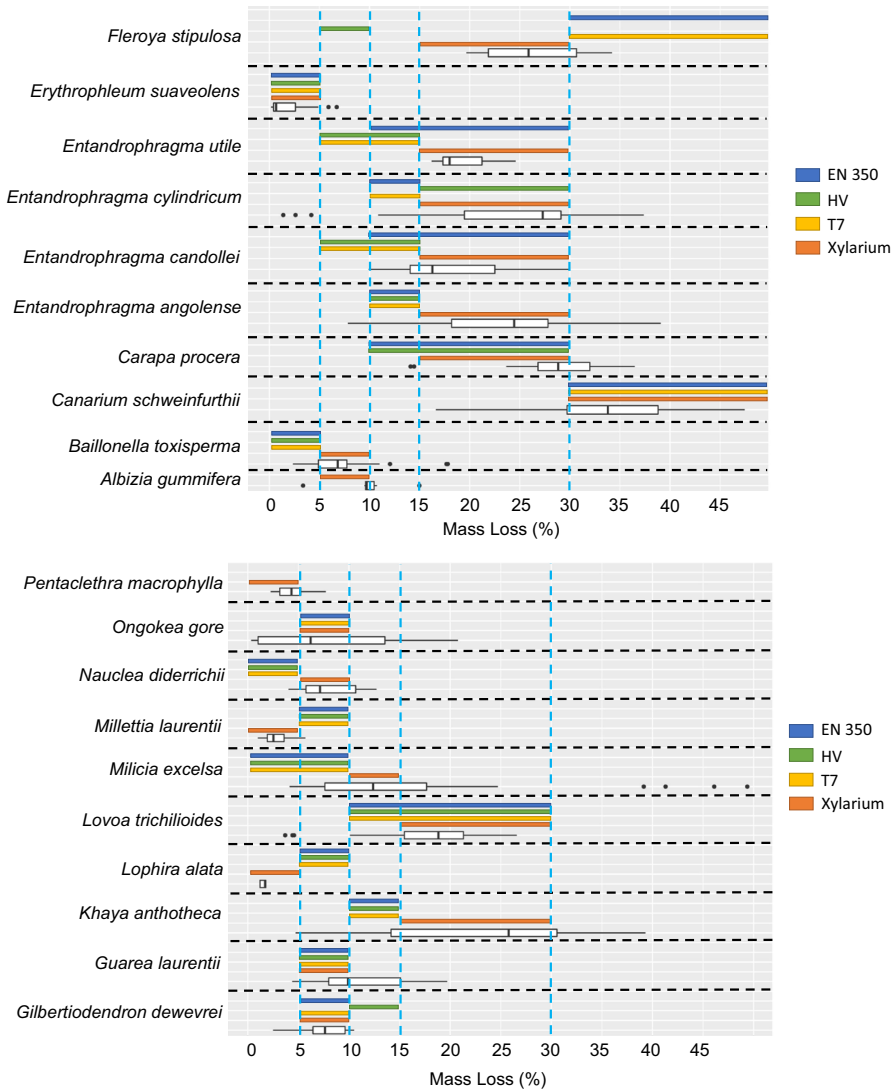 Fleroya stipulosa
Erythrophleum suaveolens
Entandrophragma utile
Entandrophragma cylindricum
Entandrophragma candollei
Entandrophragma angolense
Carapa procera
Canarium schweinfurthii
Baillonella toxisperma
Albizia gummifera
0 5 10 15 20 25 30 35 40 45
Mass Loss (%)
EN 350
HV
T7
Xylarium
Pentaclethra macrophylla
Ongokea gore
Nauclea diderrichii
Millettia laurentii
Milicia excelsa
Lovoa trichilioides
Lophira alata
Khaya anthotheca
Guarea laurentii
Gilbertiodendron dewevrei
0 5 10 15 20 25 30 35 40 45
Mass Loss (%)
EN 350
HV
T7
Xylarium